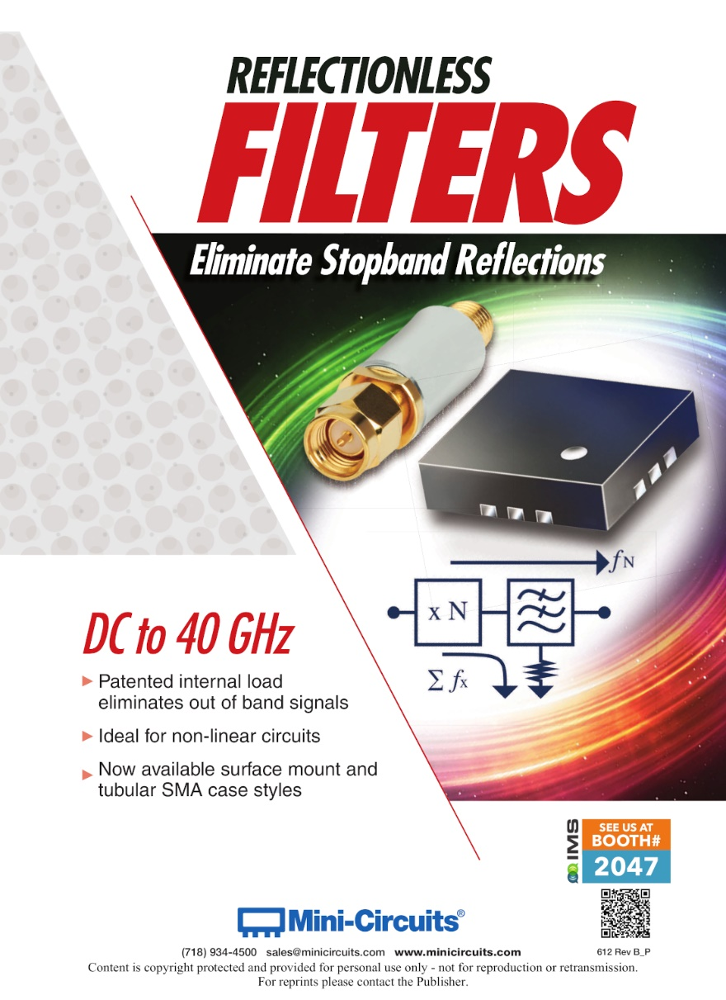 REFLECTIONLESS
FILTERS
Eliminate Stopband Reflections
f N
x N
Σ fx
DC to 40 GHz
Patented internal load
eliminates out of band signals
Ideal for non-linear circuits
Now available surface mount and
tubular SMA case styles
IMS
SEE US AT
BOOTH#
2047
Mini-Circuits®
(718) 934-4500 sales@minicircuits.com www.minicircuits.com
612 Rev B_P
Content is copyright protected and provided for personal use only - not for reproduction or retransmission.
For reprints please contact the Publisher.